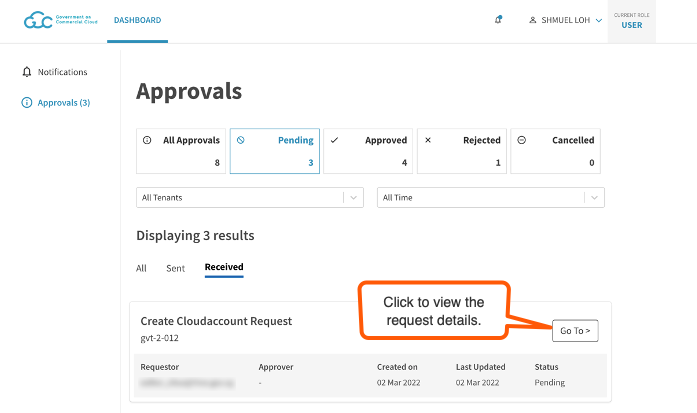 Government on
Commercial Cloud
DASHBOARD
SHMUEL LOH
CURRENT ROLE
USER
Notifications
Approvals (3)
Approvals
All Approvals
8
Pending
3
Approved
4
Rejected
1
Cancelled
0
All Tenants
All Time
Displaying 3 results
All Sent Received
Click to view the
request details.
Create Cloudaccount Request
gvt-2-012
Go To >
Requestor Approver Created on Last Updated Status
- 02 Mar 2022 02 Mar 2022 Pending